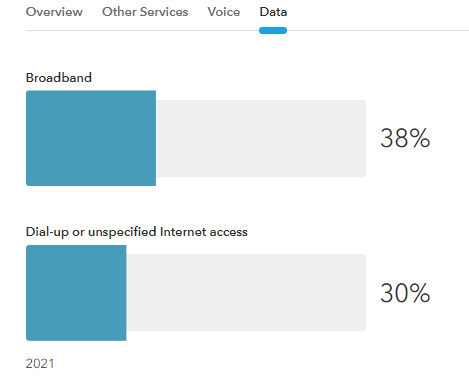 Overview Other Services Voice Data
Broadband
38%
Dial-up or unspecified Internet access
30%
2021